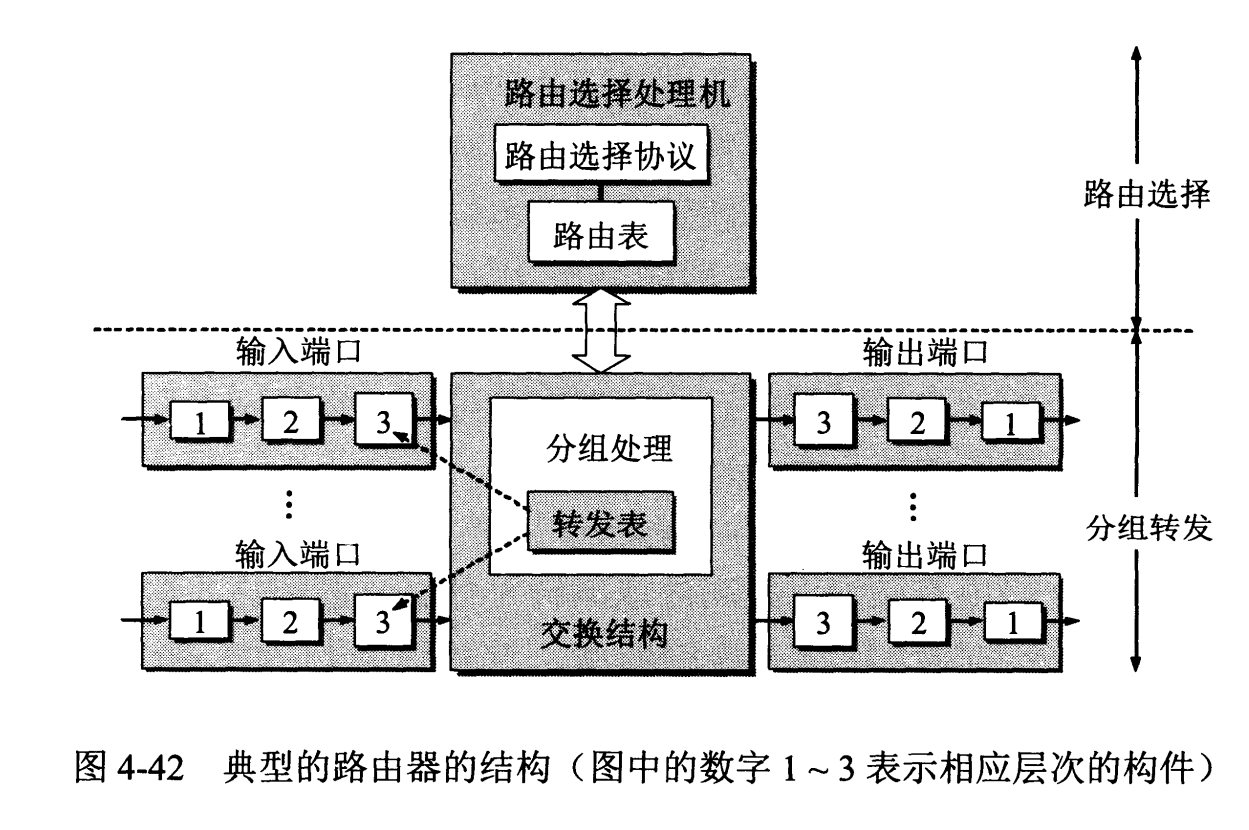 路由选择处理机
路由选择协议
路由表
路由选择
输入端口
输出端口
1 2 3
分组处理
3 2 1
转发表
分组转发
输入端口
输出端口
1 2 3
交换结构
3 2 1
图 4-42 典型的路由器的结构（图中的数字 1 ~ 3 表示相应层次的构件）